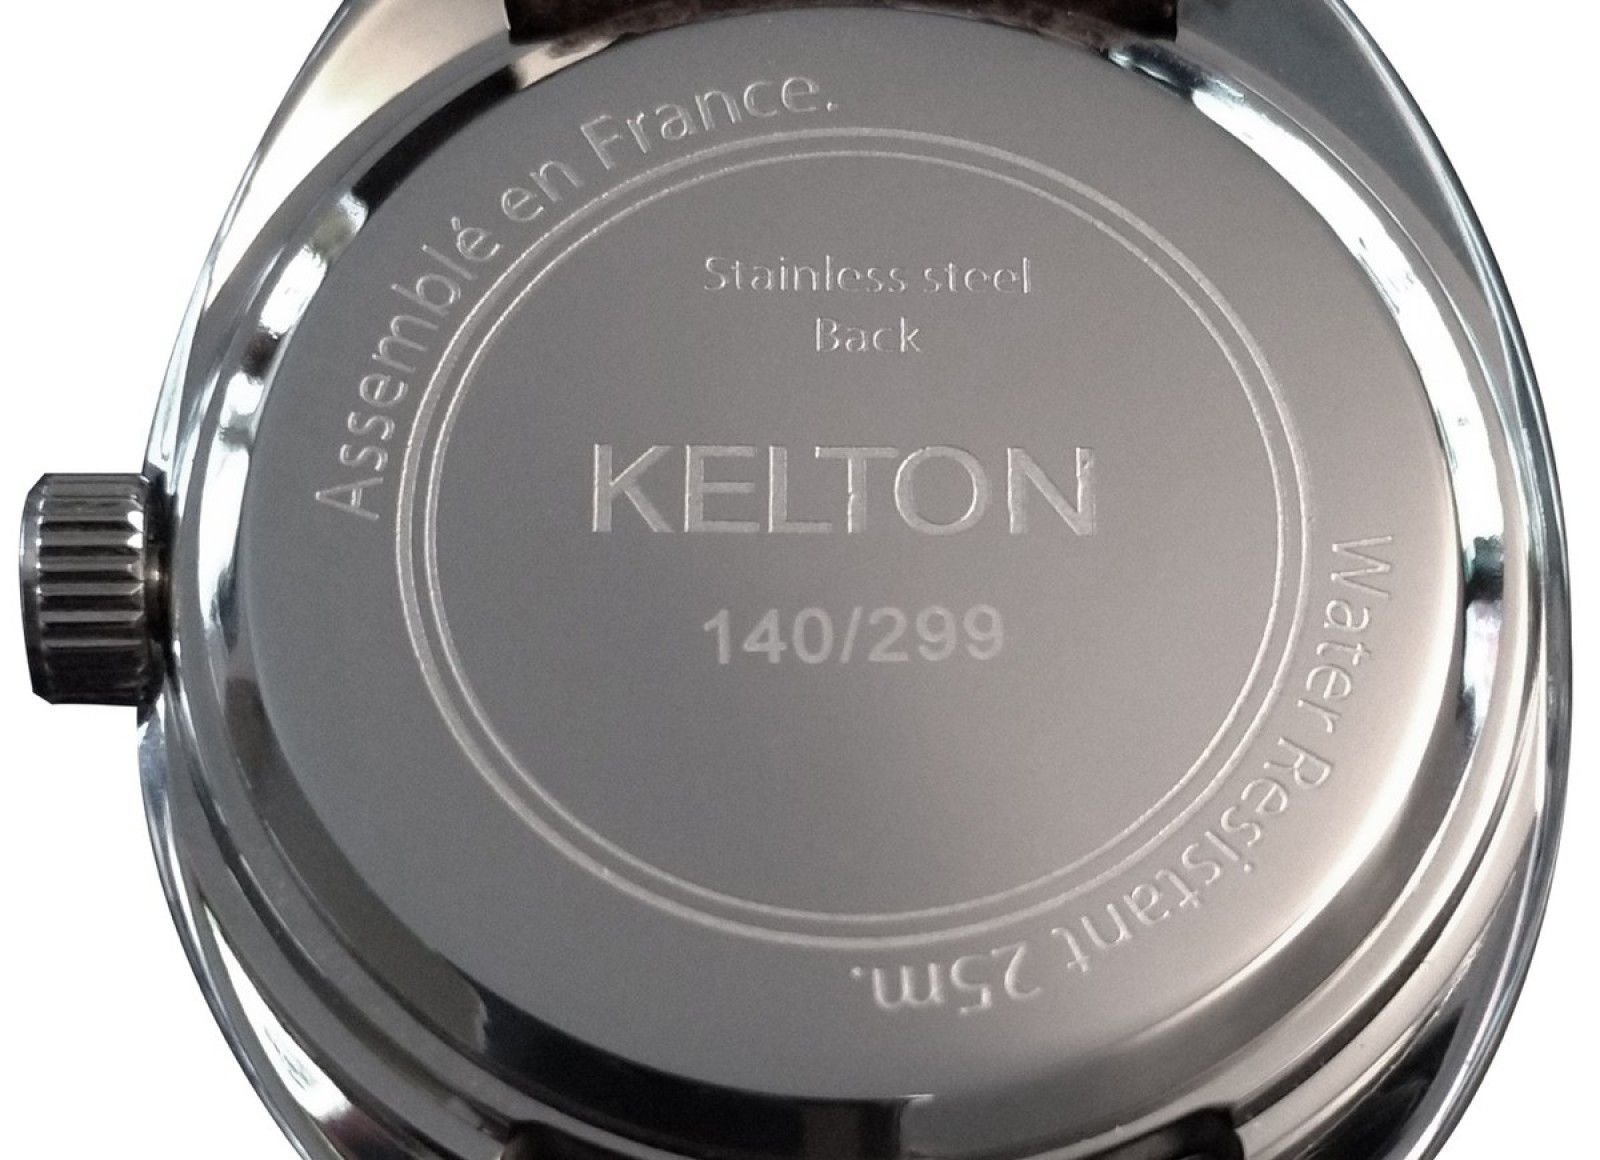 Assemblé en France.
Stainless steel
Back
KELTON
140/299
Water Resistant 25m.